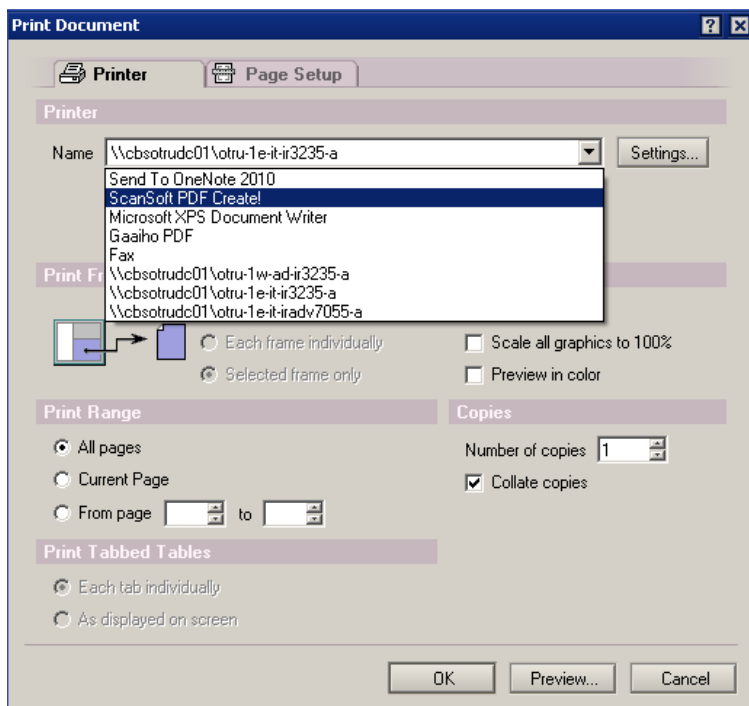 Print Document
Printer
Page Setup
Printer
Name
\\cbsotrudc01\otru-1e-it-ir3235-a
Settings...
Send To OneNote 2010
ScanSoft PDF Create!
Microsoft XPS Document Writer
Gaaiho PDF
Fax
\\cbsotrudc01\otru-1w-ad-ir3235-a
\\cbsotrudc01\otru-1e-it-ir3235-a
\\cbsotrudc01\otru-1e-it-iradv7055-a
Print Fr
Each frame individually
Selected frame only
Scale all graphics to 100%
Preview in color
Print Range
All pages
Current Page
From page to
Copies
Number of copies 1
Collate copies
Print Tabbed Tables
Each tab individually
As displayed on screen
OK
Preview...
Cancel